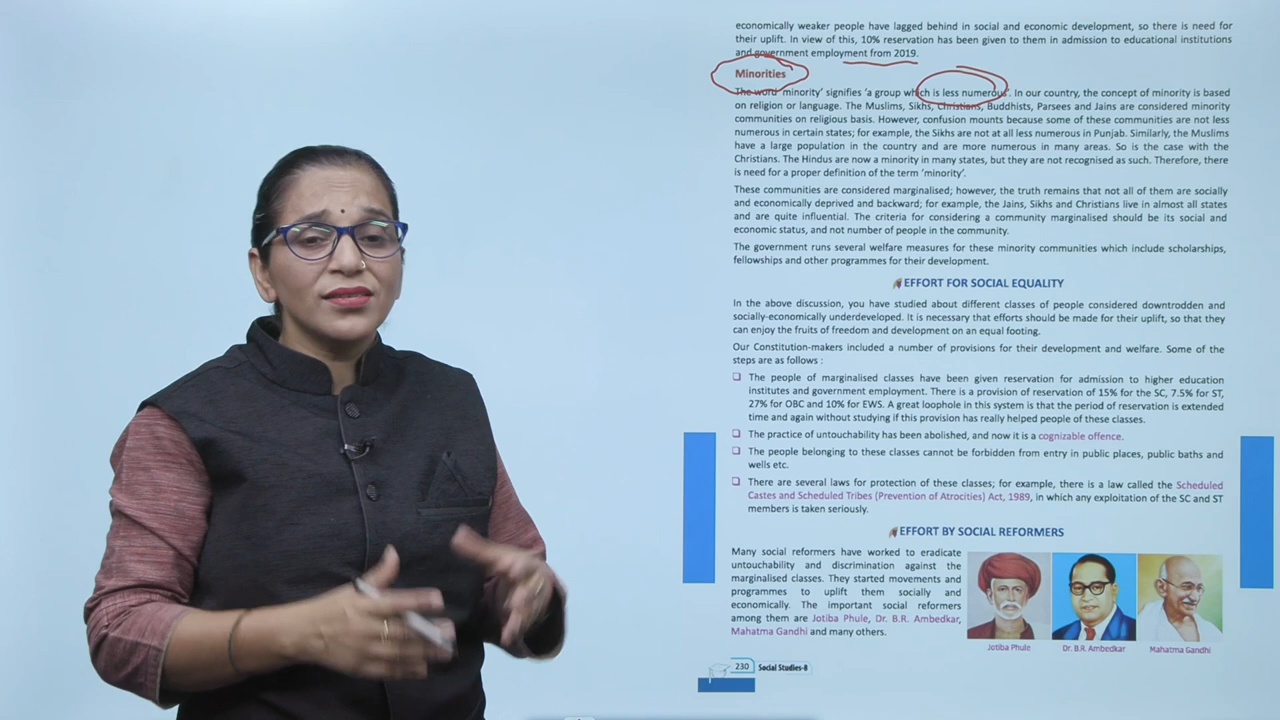 economically weaker people have lagged behind in social and economic development, so there is need for
their uplift. In view of this, 10% reservation has been given to them in admission to educational institutions
and government employment from 2019.
Minorities
The word 'minority' signifies 'a group which is less numerous'. In our country, the concept of minority is based
on religion or language. The Muslims, Sikhs, Christians, Buddhists, Parsees and Jains are considered minority
communities on religious basis. However, confusion mounts because some of these communities are not less
numerous in certain states; for example, the Sikhs are not at all less numerous in Punjab. Similarly, the Muslims
have a large population in the country and are more numerous in many areas. So is the case with the
Christians. The Hindus are now a minority in many states, but they are not recognised as such. Therefore, there
is need for a proper definition of the term 'minority'.
These communities are considered marginalised; however, the truth remains that not all of them are socially
and economically deprived and backward; for example, the Jains, Sikhs and Christians live in almost all states
and are quite influential. The criteria for considering a community marginalised should be its social and
economic status, and not number of people in the community.
The government runs several welfare measures for these minority communities which include scholarships,
fellowships and other programmes for their development.
EFFORT FOR SOCIAL EQUALITY
In the above discussion, you have studied about different classes of people considered downtrodden and
socially-economically underdeveloped. It is necessary that efforts should be made for their uplift, so that they
can enjoy the fruits of freedom and development on an equal footing.
Our Constitution-makers included a number of provisions for their development and welfare. Some of the
steps are as follows :
❑ The people of marginalised classes have been given reservation for admission to higher education
institutes and government employment. There is a provision of reservation of 15% for the SC, 7.5% for ST,
27% for OBC and 10% for EWS. A great loophole in this system is that the period of reservation is extended
time and again without studying if this provision has really helped people of these classes.
❑ The practice of untouchability has been abolished, and now it is a cognizable offence.
❑ The people belonging to these classes cannot be forbidden from entry in public places, public baths and
wells etc.
❑ There are several laws for protection of these classes; for example, there is a law called the Scheduled
Castes and Scheduled Tribes (Prevention of Atrocities) Act, 1989, in which any exploitation of the SC and ST
members is taken seriously.
EFFORT BY SOCIAL REFORMERS
Many social reformers have worked to eradicate
untouchability and discrimination against the
marginalised classes. They started movements and
programmes to uplift them socially and
economically. The important social reformers
among them are Jotiba Phule, Dr. B.R. Ambedkar,
Mahatma Gandhi and many others.
Jotiba Phule
Dr. B.R. Ambedkar
Mahatma Gandhi
230 Social Studies-8